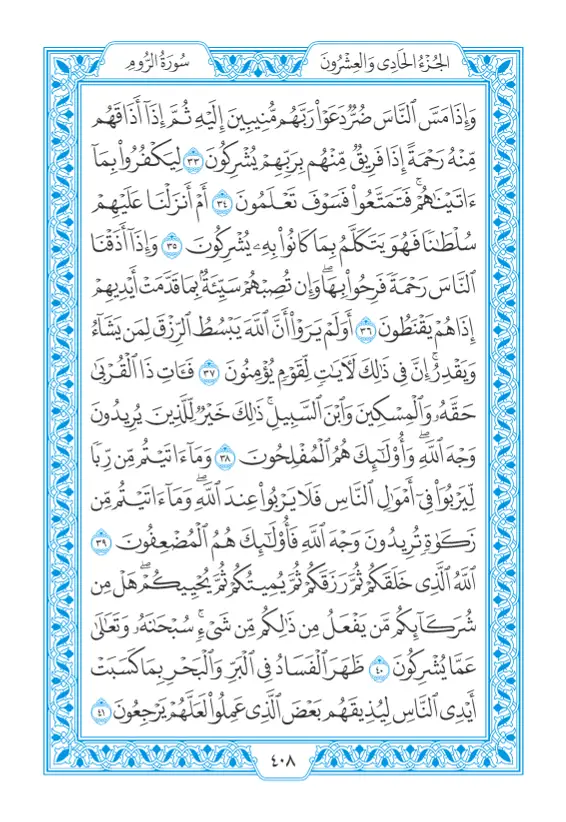 الجُزْءُ الحَادِي وَالعِشْرُونَ
سُورَةُ الرُّومِ
وَإِذَا مَسَّ ٱلنَّاسَ ضُرٌّ دَعَوْا۟ رَبَّهُم مُّنِيبِينَ إِلَيْهِ ثُمَّ إِذَآ أَذَاقَهُم
مِّنْهُ رَحْمَةً إِذَا فَرِيقٌ مِّنْهُم بِرَبِّهِمْ يُشْرِكُونَ ٣٣ لِيَكْفُرُوا۟ بِمَآ
ءَاتَيْنَـٰهُمْ ۚ فَتَمَتَّعُوا۟ فَسَوْفَ تَعْلَمُونَ ٣٤ أَمْ أَنزَلْنَا عَلَيْهِمْ
سُلْطَـٰنًا فَهُوَ يَتَكَلَّمُ بِمَا كَانُوا۟ بِهِۦ يُشْرِكُونَ ٣٥ وَإِذَآ أَذَقْنَا
ٱلنَّاسَ رَحْمَةً فَرِحُوا۟ بِهَا ۖ وَإِن تُصِبْهُمْ سَيِّئَةٌۢ بِمَا قَدَّمَتْ أَيْدِيهِمْ
إِذَا هُمْ يَقْنَطُونَ ٣٦ أَوَلَمْ يَرَوْا۟ أَنَّ ٱللَّهَ يَبْسُطُ ٱلرِّزْقَ لِمَن يَشَآءُ
وَيَقْدِرُ ۚ إِنَّ فِى ذَٰلِكَ لَـَٔايَـٰتٍ لِّقَوْمٍ يُؤْمِنُونَ ٣٧ فَـَٔاتِ ذَا ٱلْقُرْبَىٰ
حَقَّهُۥ وَٱلْمِسْكِينَ وَٱبْنَ ٱلسَّبِيلِ ۚ ذَٰلِكَ خَيْرٌ لِّلَّذِينَ يُرِيدُونَ
وَجْهَ ٱللَّهِ ۖ وَأُو۟لَـٰٓئِكَ هُمُ ٱلْمُفْلِحُونَ ٣٨ وَمَآ ءَاتَيْتُم مِّن رِّبًا
لِّيَرْبُوَا۟ فِىٓ أَمْوَٰلِ ٱلنَّاسِ فَلَا يَرْبُوا۟ عِندَ ٱللَّهِ ۖ وَمَآ ءَاتَيْتُم مِّن
زَكَوٰةٍ تُرِيدُونَ وَجْهَ ٱللَّهِ فَأُو۟لَـٰٓئِكَ هُمُ ٱلْمُضْعِفُونَ ٣٩
ٱللَّهُ ٱلَّذِى خَلَقَكُمْ ثُمَّ رَزَقَكُمْ ثُمَّ يُمِيتُكُمْ ثُمَّ يُحْيِيكُمْ ۖ هَلْ مِن
شُرَكَآئِكُم مَّن يَفْعَلُ مِن ذَٰلِكُم مِّن شَىْءٍ ۚ سُبْحَـٰنَهُۥ وَتَعَـٰلَىٰ
عَمَّا يُشْرِكُونَ ٤٠ ظَهَرَ ٱلْفَسَادُ فِى ٱلْبَرِّ وَٱلْبَحْرِ بِمَا كَسَبَتْ
أَيْدِى ٱلنَّاسِ لِيُذِيقَهُم بَعْضَ ٱلَّذِى عَمِلُوا۟ لَعَلَّهُمْ يَرْجِعُونَ ٤١
٤٠٨